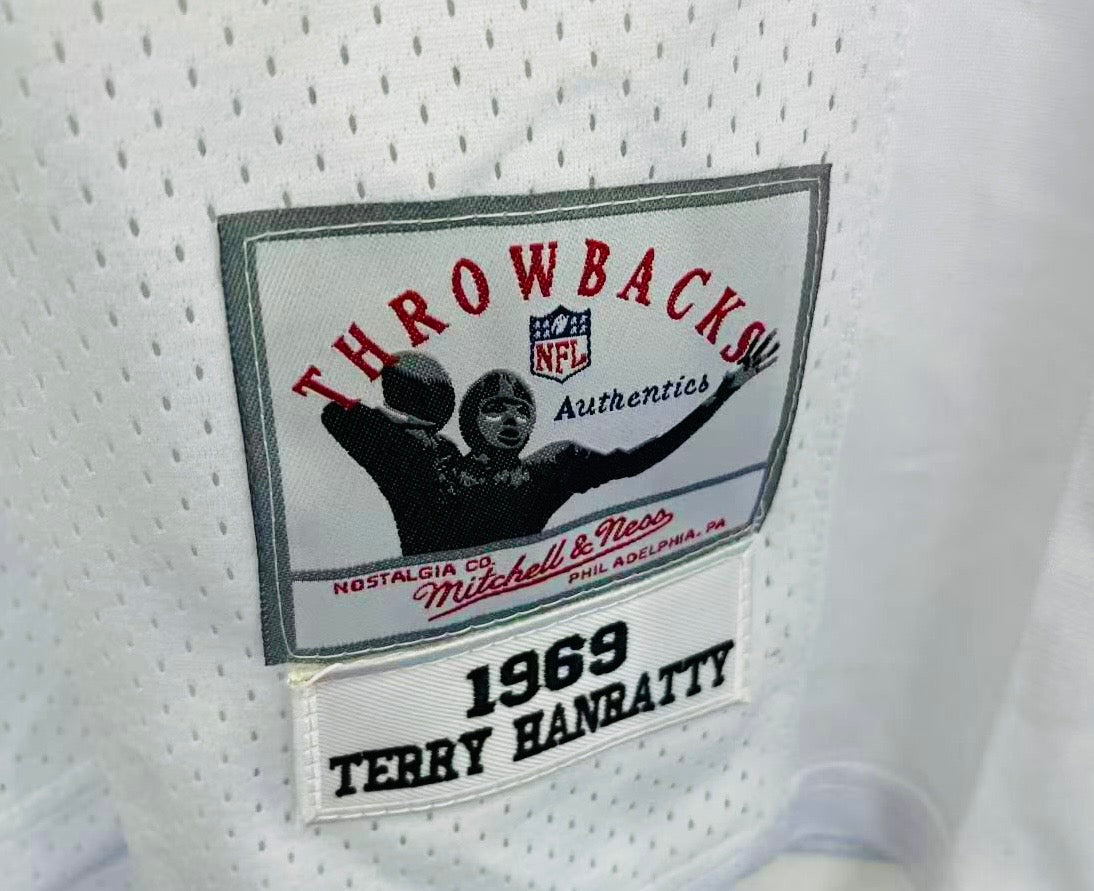 THROWBACKS
NFL
Authentics
NOSTALGIA CO.
Mitchell & Ness
PHILADELPHIA, PA
1969
TERRY HANRATTY